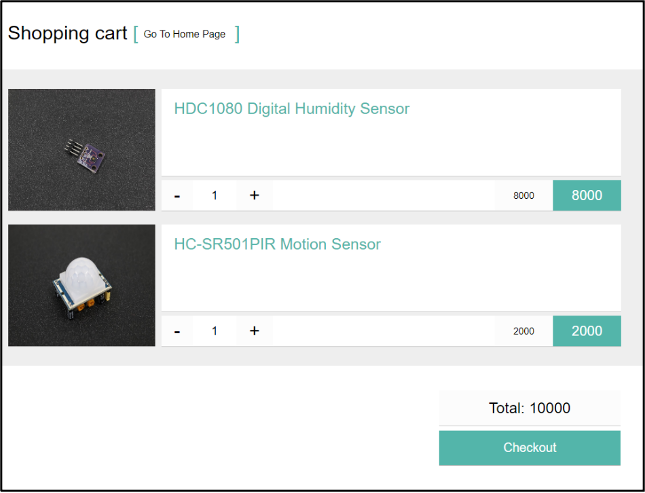 Shopping cart [ Go To Home Page ]
HDC1080 Digital Humidity Sensor
- 1 + 8000 8000
HC-SR501PIR Motion Sensor
- 1 + 2000 2000
Total: 10000
Checkout